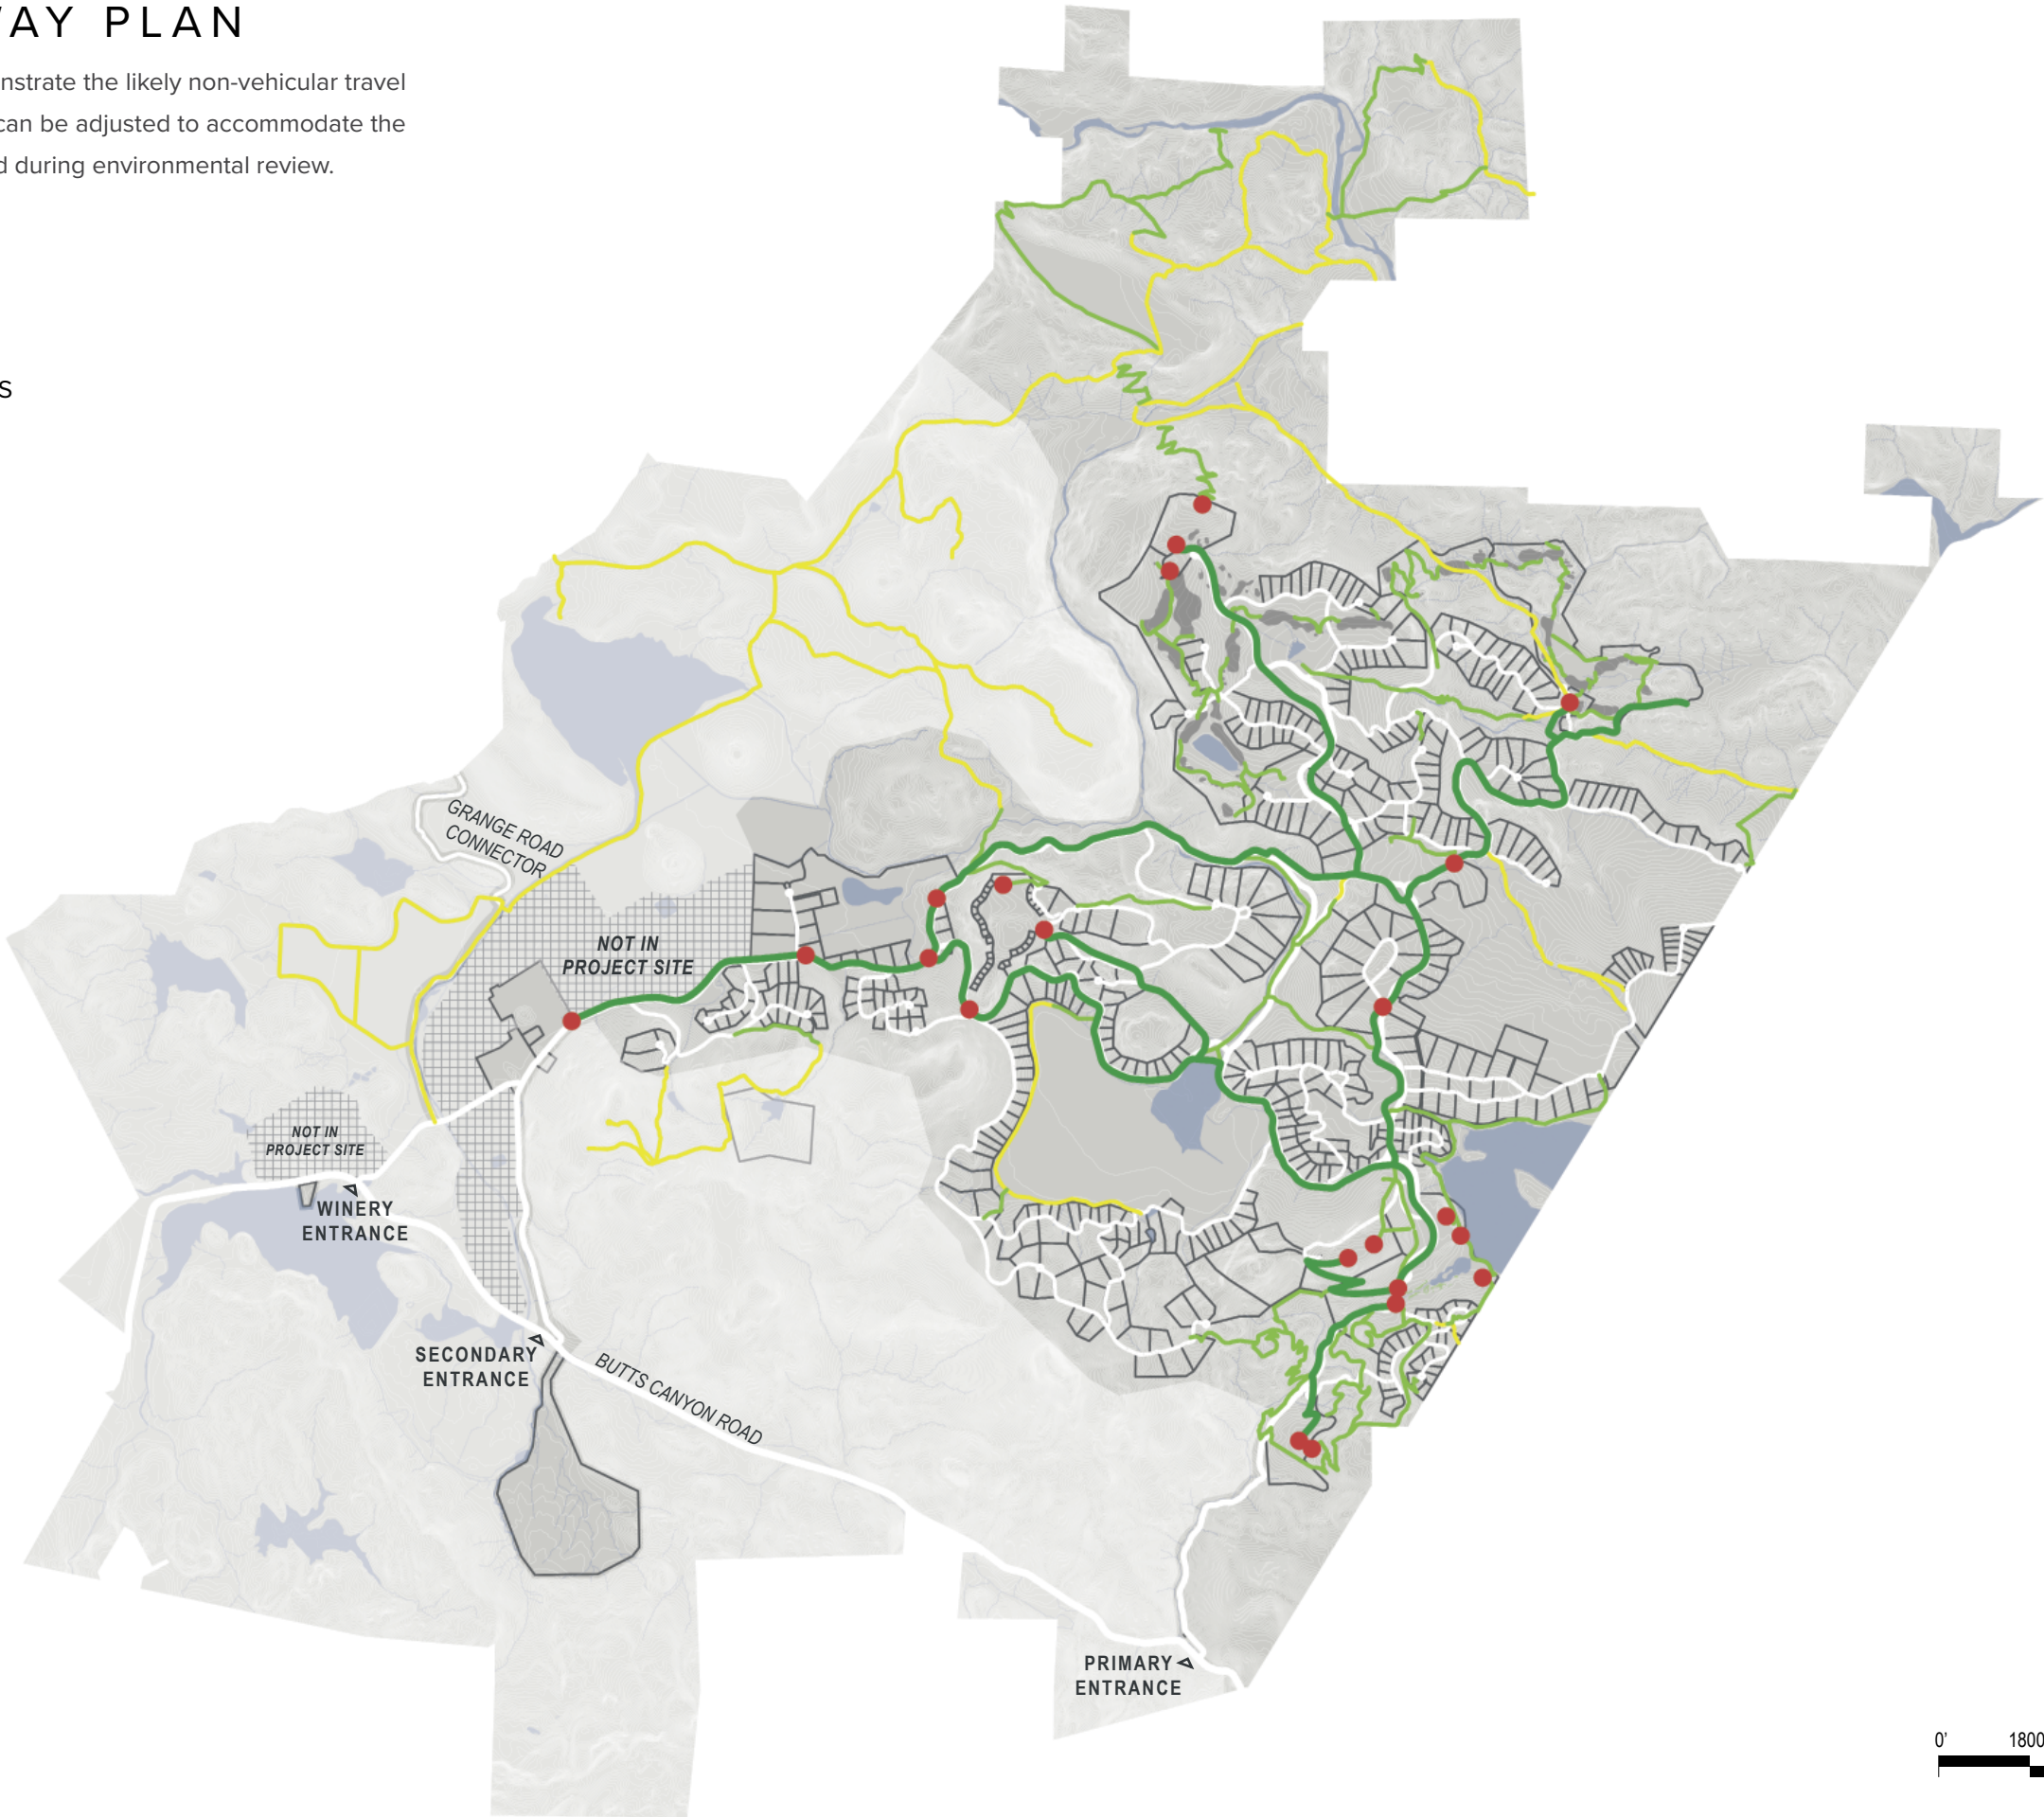 WAY PLAN
nstrate the likely non-vehicular travel
can be adjusted to accommodate the
d during environmental review.
S
GRANGE ROAD
CONNECTOR
NOT IN
PROJECT SITE
NOT IN
PROJECT SITE
WINERY
ENTRANCE
SECONDARY
ENTRANCE
BUTTS CANYON ROAD
PRIMARY
ENTRANCE
0' 1800